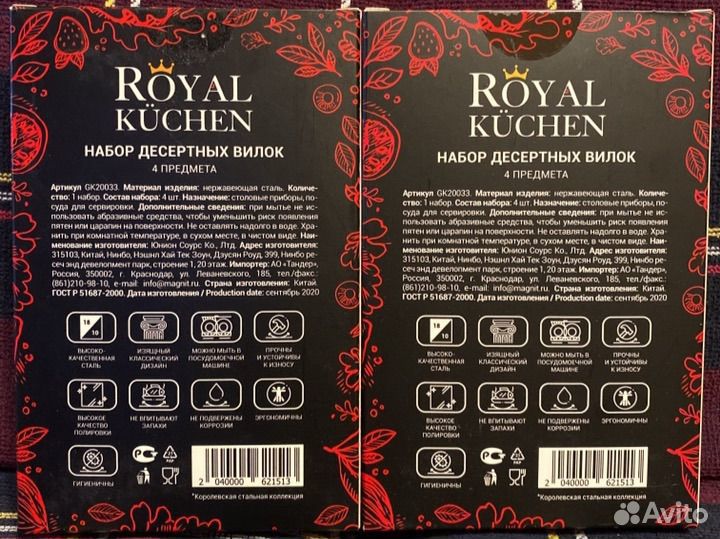 ROYAL
KÜCHEN
НАБОР ДЕСЕРТНЫХ ВИЛОК
4 ПРЕДМЕТА
Артикул GK20033. Материал изделия: нержавеющая сталь. Количе-
ство: 1 набор. Состав набора: 4 шт. Назначение: столовые приборы, по-
суда для сервировки. Дополнительные сведения: при мытье не ис-
пользовать абразивные средства, чтобы уменьшить риск появления
пятен или царапин на поверхности. Не оставлять надолго в воде. Хра-
нить при комнатной температуре, в сухом месте, в чистом виде. Наи-
менование изготовителя: Юнион Соурс Ко., Лтд. Адрес изготовителя:
315103, Китай, Нинбо, Нэшнл Хай Тек Зоун, Дзусян Роуд, 399, Нинбо ре-
сеч энд девелопмент парк, строение 1, 20 этаж. Импортер: АО «Тандер»,
Россия, 350002, г. Краснодар, ул. Леваневского, 185, тел./факс.:
(861)210-98-10, e-mail: info@magnit.ru. Страна изготовления: Китай.
ГОСТ Р 51687-2000. Дата изготовления / Production date: сентябрь 2020
18
10
ВЫСОКО-
КАЧЕСТВЕННАЯ
СТАЛЬ
ИЗЯЩНЫЙ
КЛАССИЧЕСКИЙ
ДИЗАЙН
МОЖНО МЫТЬ В
ПОСУДОМОЕЧНОЙ
МАШИНЕ
ПРОЧНЫ
И УСТОЙЧИВЫ
К ИЗНОСУ
ВЫСОКОЕ
КАЧЕСТВО
ПОЛИРОВКИ
НЕ ВПИТЫВАЮТ
ЗАПАХИ
НЕ ПОДВЕРЖЕНЫ
КОРРОЗИИ
ЭРГОНОМИЧНЫ
ГИГИЕНИЧНЫ
PAP
2 040000 621513
*Королевская стальная коллекция
ROYAL
KÜCHEN
НАБОР ДЕСЕРТНЫХ ВИЛОК
4 ПРЕДМЕТА
Артикул GK20033. Материал изделия: нержавеющая сталь. Количе-
ство: 1 набор. Состав набора: 4 шт. Назначение: столовые приборы, по-
суда для сервировки. Дополнительные сведения: при мытье не ис-
пользовать абразивные средства, чтобы уменьшить риск появления
пятен или царапин на поверхности. Не оставлять надолго в воде. Хра-
нить при комнатной температуре, в сухом месте, в чистом виде. Наи-
менование изготовителя: Юнион Соурс Ко., Лтд. Адрес изготовителя:
315103, Китай, Нинбо, Нэшнл Хай Тек Зоун, Дзусян Роуд, 399, Нинбо ре-
сеч энд девелопмент парк, строение 1, 20 этаж. Импортер: АО «Тандер»,
Россия, 350002, г. Краснодар, ул. Леваневского, 185, тел./факс.:
(861)210-98-10, e-mail: info@magnit.ru. Страна изготовления: Китай.
ГОСТ Р 51687-2000. Дата изготовления / Production date: сентябрь 2020
18
10
ВЫСОКО-
КАЧЕСТВЕННАЯ
СТАЛЬ
ИЗЯЩНЫЙ
КЛАССИЧЕСКИЙ
ДИЗАЙН
МОЖНО МЫТЬ В
ПОСУДОМОЕЧНОЙ
МАШИНЕ
ПРОЧНЫ
И УСТОЙЧИВЫ
К ИЗНОСУ
ВЫСОКОЕ
КАЧЕСТВО
ПОЛИРОВКИ
НЕ ВПИТЫВАЮТ
ЗАПАХИ
НЕ ПОДВЕРЖЕНЫ
КОРРОЗИИ
ЭРГОНОМИЧНЫ
ГИГИЕНИЧНЫ
PAP
2 040000 621513
*Королевская стальная коллекция
Avito